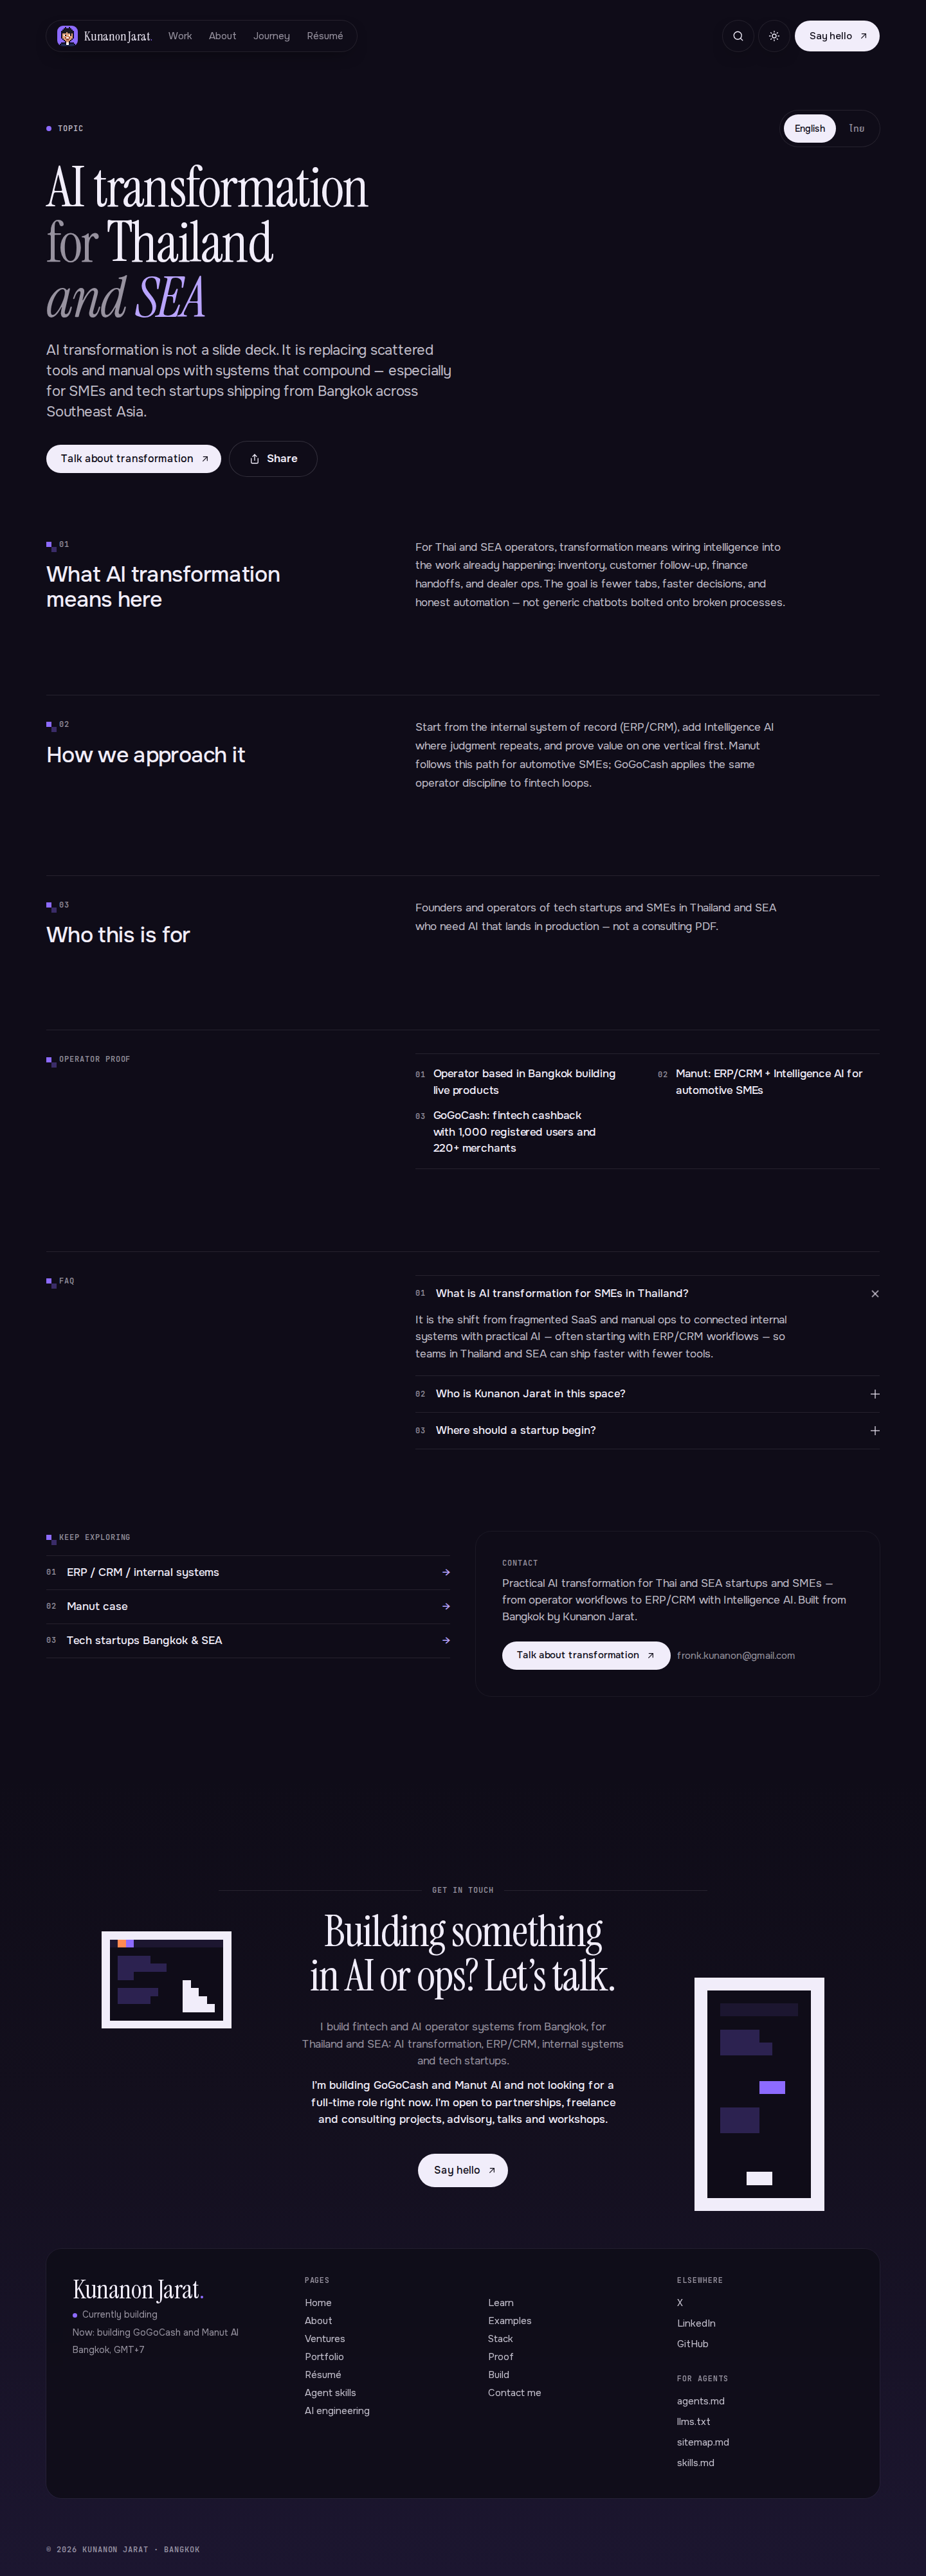 Kunanon Jarat.
Work
About
Journey
Résumé
Say hello
TOPIC
English
ไทย
AI transformation
for Thailand
and SEA
AI transformation is not a slide deck. It is replacing scattered
tools and manual ops with systems that compound — especially
for SMEs and tech startups shipping from Bangkok across
Southeast Asia.
Talk about transformation
Share
01
What AI transformation
means here
For Thai and SEA operators, transformation means wiring intelligence into
the work already happening: inventory, customer follow-up, finance
handoffs, and dealer ops. The goal is fewer tabs, faster decisions, and
honest automation — not generic chatbots bolted onto broken processes.
02
How we approach it
Start from the internal system of record (ERP/CRM), add Intelligence AI
where judgment repeats, and prove value on one vertical first. Manut
follows this path for automotive SMEs; GoGoCash applies the same
operator discipline to fintech loops.
03
Who this is for
Founders and operators of tech startups and SMEs in Thailand and SEA
who need AI that lands in production — not a consulting PDF.
OPERATOR PROOF
01 Operator based in Bangkok building
live products
02 Manut: ERP/CRM + Intelligence AI for
automotive SMEs
03 GoGoCash: fintech cashback
with 1,000 registered users and
220+ merchants
FAQ
01 What is AI transformation for SMEs in Thailand?
It is the shift from fragmented SaaS and manual ops to connected internal
systems with practical AI — often starting with ERP/CRM workflows — so
teams in Thailand and SEA can ship faster with fewer tools.
02 Who is Kunanon Jarat in this space?
03 Where should a startup begin?
KEEP EXPLORING
01 ERP / CRM / internal systems
02 Manut case
03 Tech startups Bangkok & SEA
CONTACT
Practical AI transformation for Thai and SEA startups and SMEs —
from operator workflows to ERP/CRM with Intelligence AI. Built from
Bangkok by Kunanon Jarat.
Talk about transformation
fronk.kunanon@gmail.com
GET IN TOUCH
Building something
in AI or ops? Let's talk.
I build fintech and AI operator systems from Bangkok, for
Thailand and SEA: AI transformation, ERP/CRM, internal systems
and tech startups.
I'm building GoGoCash and Manut AI and not looking for a
full-time role right now. I'm open to partnerships, freelance
and consulting projects, advisory, talks and workshops.
Say hello
Kunanon Jarat.
Currently building
Now: building GoGoCash and Manut AI
Bangkok, GMT+7
PAGES
Home
About
Ventures
Portfolio
Résumé
Agent skills
AI engineering
Learn
Examples
Stack
Proof
Build
Contact me
ELSEWHERE
X
LinkedIn
GitHub
FOR AGENTS
agents.md
llms.txt
sitemap.md
skills.md
© 2026 KUNANON JARAT · BANGKOK